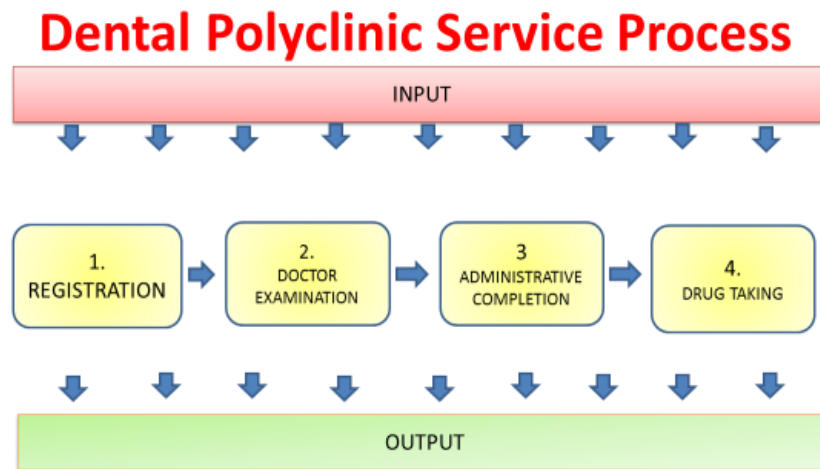 Dental Polyclinic Service Process
INPUT
1.
REGISTRATION
2.
DOCTOR
EXAMINATION
3
ADMINISTRATIVE
COMPLETION
4.
DRUG TAKING
OUTPUT